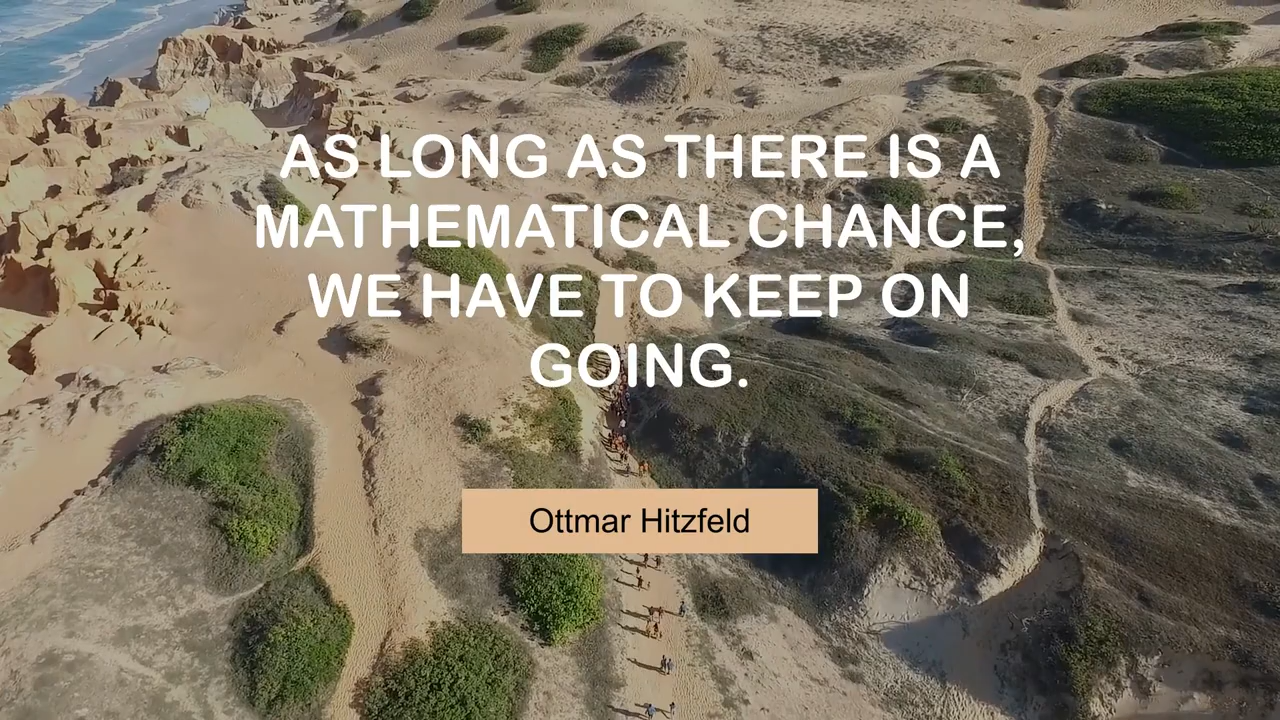 AS LONG AS THERE IS A
MATHEMATICAL CHANCE,
WE HAVE TO KEEP ON
GOING.
Ottmar Hitzfeld